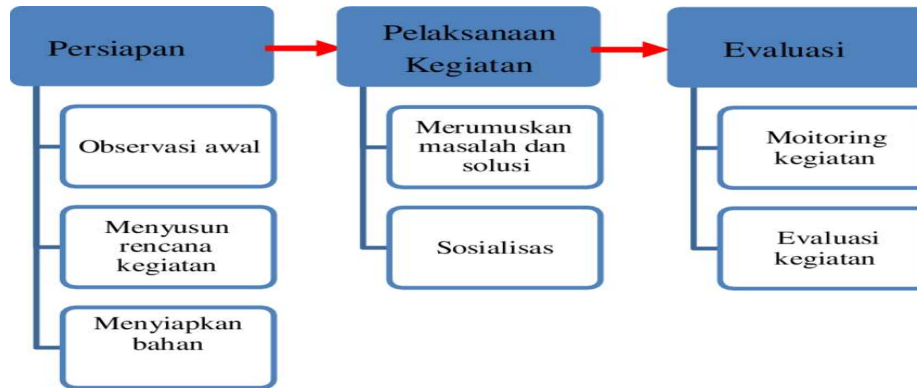 Persiapan
Observasi awal
Menyusun
rencana
kegiatan
Menyiapkan
bahan
Pelaksanaan
Kegiatan
Merumuskan
masalah dan
solusi
Sosialisas
Evaluasi
Moitoring
kegiatan
Evaluasi
kegiatan